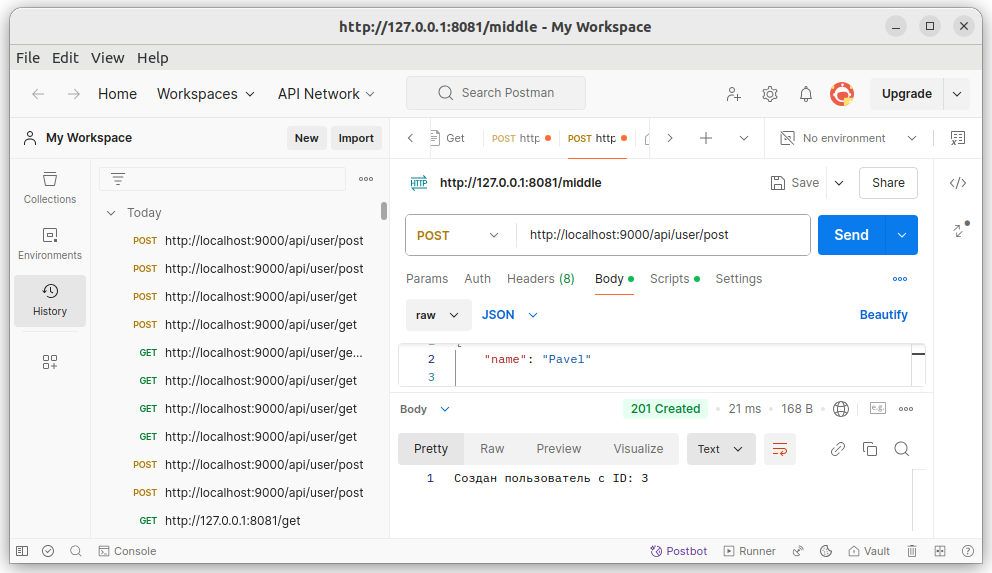 http://127.0.0.1:8081/middle - My Workspace
File Edit View Help
Home Workspaces API Network Search Postman Upgrade
My Workspace New Import
Get POST http POST http No environment
HTTP http://127.0.0.1:8081/middle Save Share
Collections
Environments
History
Today
POST http://localhost:9000/api/user/post
POST http://localhost:9000/api/user/post
POST http://localhost:9000/api/user/get
POST http://localhost:9000/api/user/get
GET http://localhost:9000/api/user/ge...
GET http://localhost:9000/api/user/get
GET http://localhost:9000/api/user/get
GET http://localhost:9000/api/user/get
POST http://localhost:9000/api/user/post
POST http://localhost:9000/api/user/post
GET http://127.0.0.1:8081/get
POST http://localhost:9000/api/user/post Send
Params Auth Headers (8) Body Scripts Settings
raw JSON Beautify
2 "name": "Pavel"
3
Body 201 Created 21 ms 168 B e.g.
Pretty Raw Preview Visualize Text
1 Создан пользователь с ID: 3
Console Postbot Runner Vault